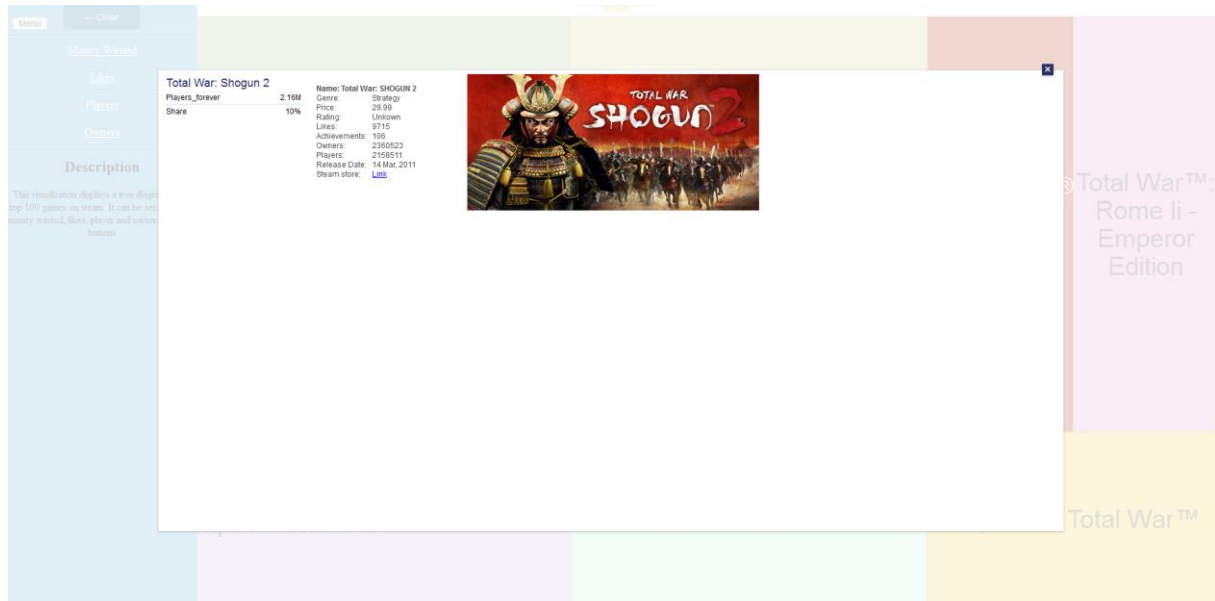 Menu
← Close
Money Wasted
Likes
Players
Owners
Description
This visualization displays a tree diagr
top 100 games on steam. It can be set
money wasted, likes, player and owner
buttons
Total War: Shogun 2
Players_forever 2.16M
Share 10%
Name: Total War: SHOGUN 2
Genre: Strategy
Price: 29.99
Rating: Unkown
Likes: 9715
Achievements: 106
Owners: 2360523
Players: 2158511
Release Date: 14 Mar, 2011
Steam store: Link
TOTAL WAR
SHOGUN™ 2
×
® Total War™:
Rome Ii -
Emperor
Edition
Total War™